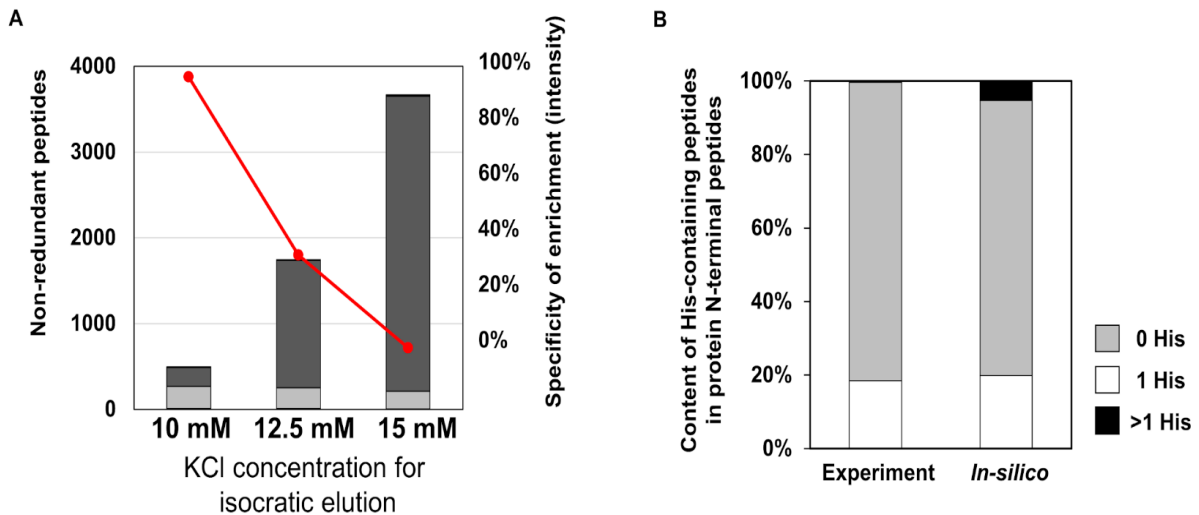 A
Non-redundant peptides
4000
3000
2000
1000
0
100%
80%
60%
40%
20%
0%
Specificity of enrichment (intensity)
10 mM 12.5 mM 15 mM
KCl concentration for
isocratic elution
B
Content of His-containing peptides
in protein N-terminal peptides
100%
80%
60%
40%
20%
0%
Experiment In-silico
0 His
1 His
>1 His